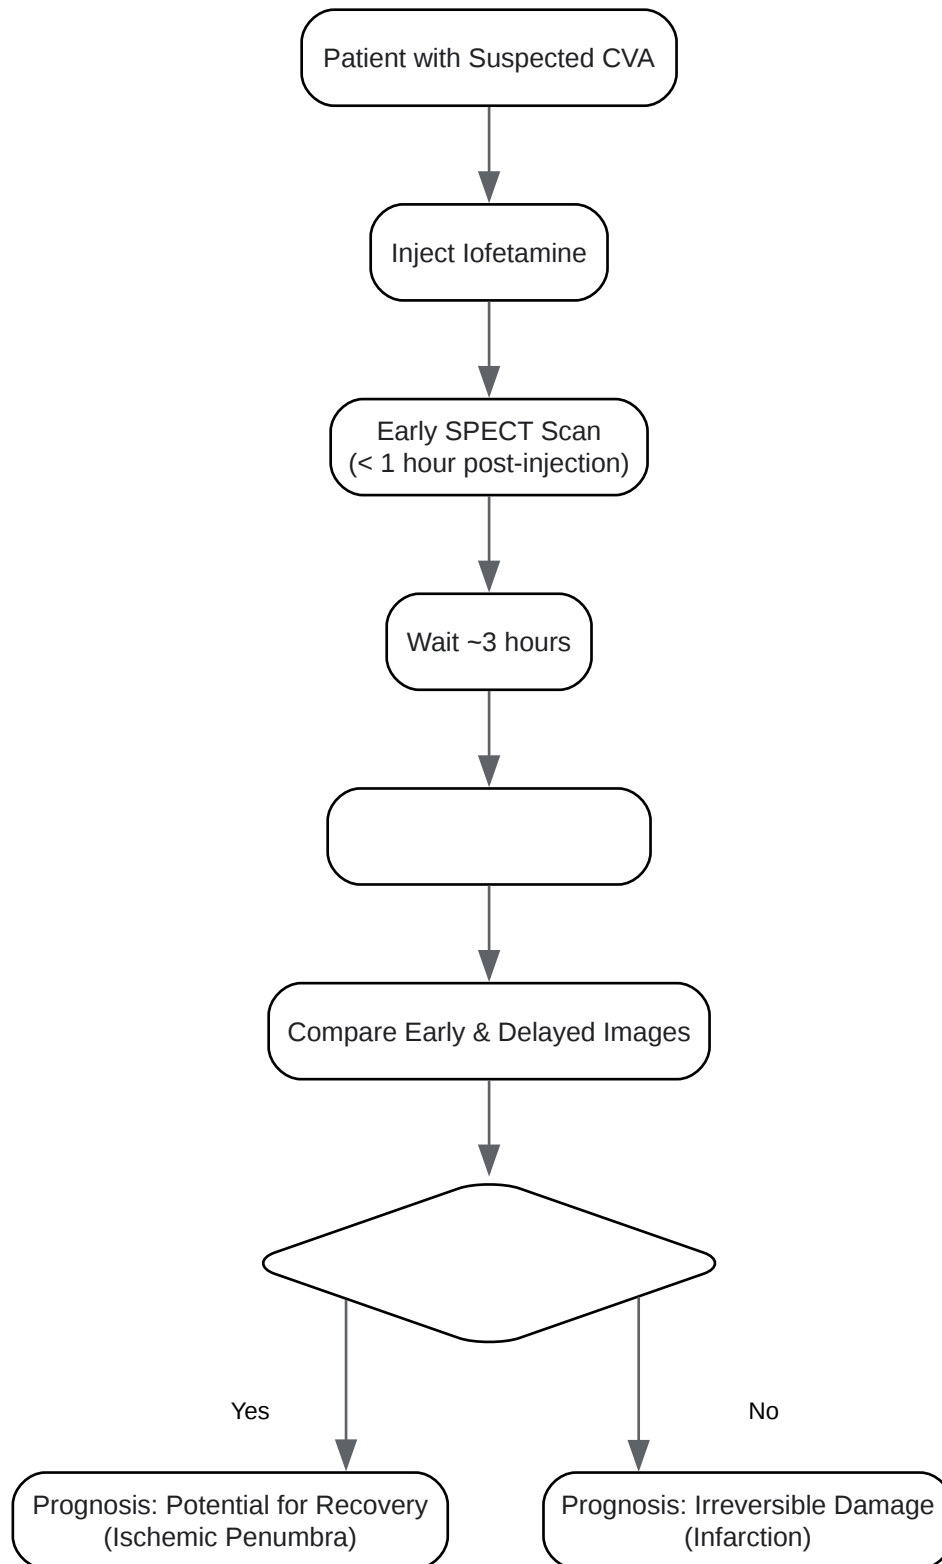 Patient with Suspected CVA
Inject Iofetamine
Early SPECT Scan
(< 1 hour post-injection)
Wait ~3 hours
Compare Early & Delayed Images
Yes
No
Prognosis: Potential for Recovery
(Ischemic Penumbra)
Prognosis: Irreversible Damage
(Infarction)